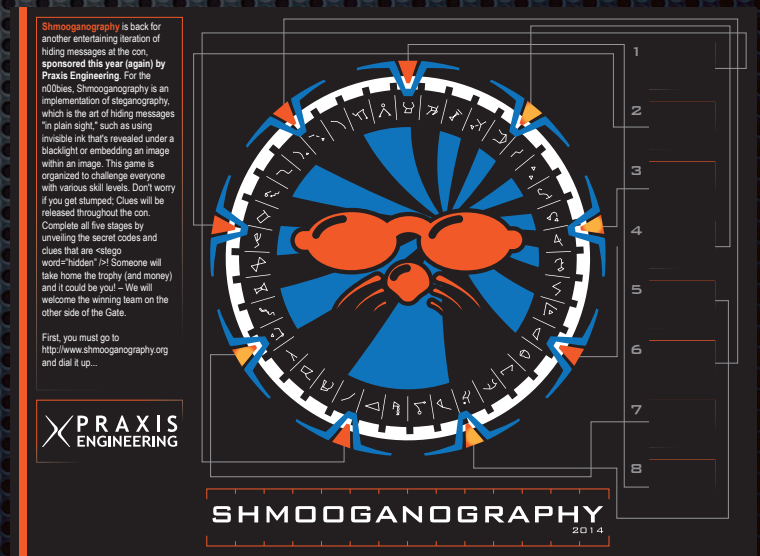 Shmooganography is back for
another entertaining iteration of
hiding messages at the con,
sponsored this year (again) by
Praxis Engineering. For the
n00bies, Shmooganography is an
implementation of steganography,
which is the art of hiding messages
"in plain sight," such as using
invisible ink that's revealed under a
blacklight or embedding an image
within an image. This game is
organized to challenge everyone
with various skill levels. Don't worry
if you get stumped; Clues will be
released throughout the con.
Complete all five stages by
unveiling the secret codes and
clues that are <stego
word="hidden" />! Someone will
take home the trophy (and money)
and it could be you! – We will
welcome the winning team on the
other side of the Gate.
First, you must go to
http://www.shmooganography.org
and dial it up...
PRAXIS
ENGINEERING
1
2
3
4
5
6
7
8
SHMOOGANOGRAPHY
2014